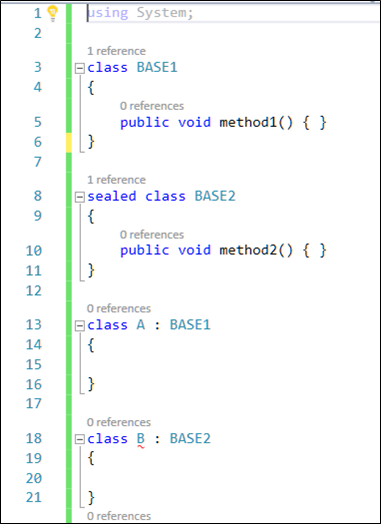 1 using System;
2
1 reference
3 class BASE1
4 {
0 references
5 public void method1() { }
6 }
7
1 reference
8 sealed class BASE2
9 {
0 references
10 public void method2() { }
11 }
12
0 references
13 class A : BASE1
14 {
15
16 }
17
0 references
18 class B : BASE2
19 {
20
21 }
0 references